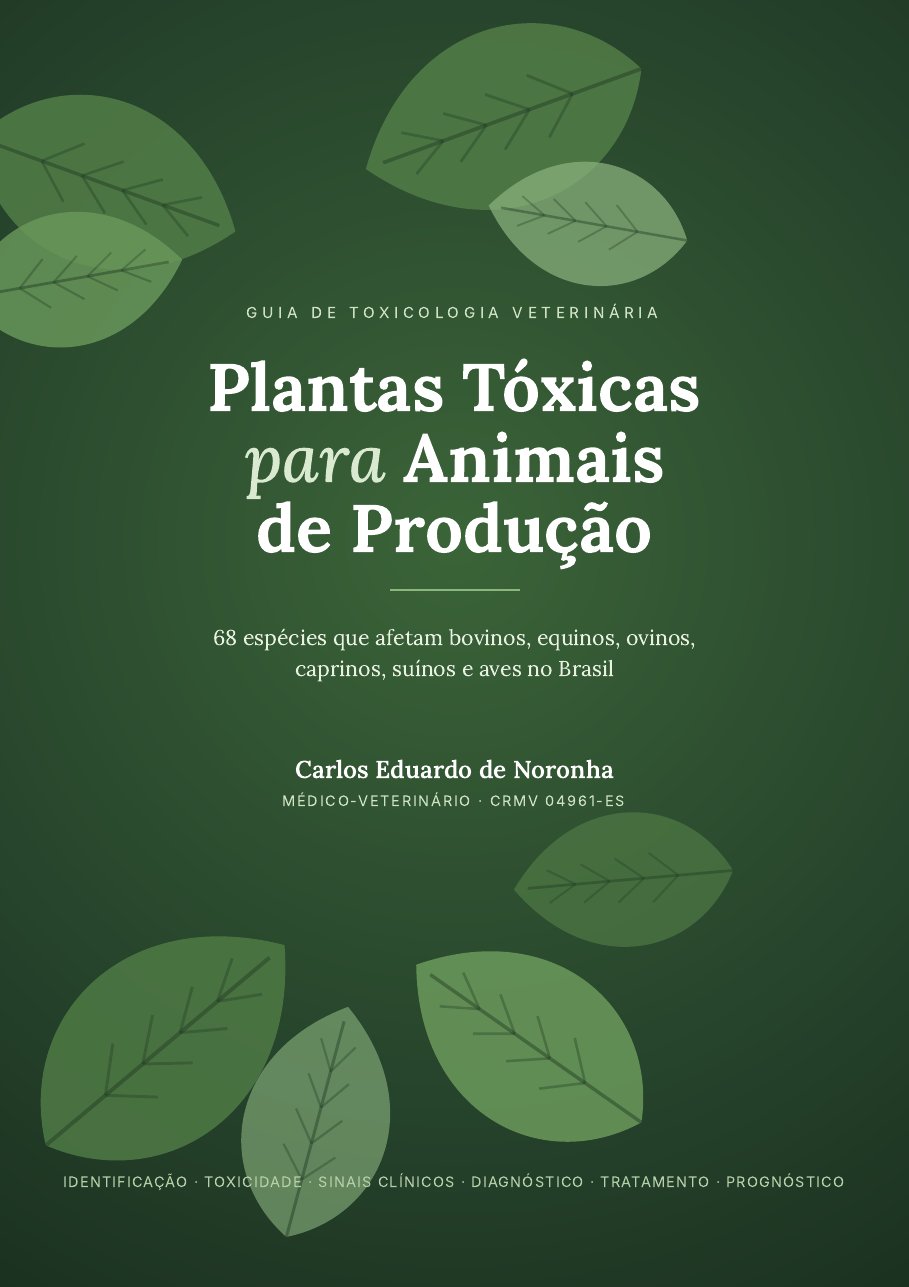 GUIA DE TOXICOLOGIA VETERINÁRIA
Plantas Tóxicas
para Animais
de Produção
68 espécies que afetam bovinos, equinos, ovinos,
caprinos, suínos e aves no Brasil
Carlos Eduardo de Noronha
MÉDICO-VETERINÁRIO · CRMV 04961-ES
IDENTIFICAÇÃO · TOXICIDADE · SINAIS CLÍNICOS · DIAGNÓSTICO · TRATAMENTO · PROGNÓSTICO